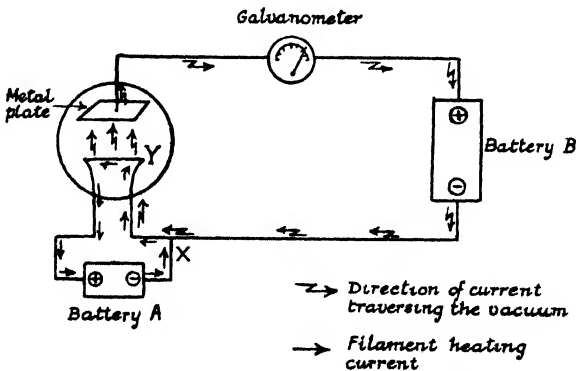 Galvanometer
Metal
plate
Y
⊕
Battery B
⊖
X
⊕ ⊖
Battery A
Direction of current
traversing the vacuum
Filament heating
current